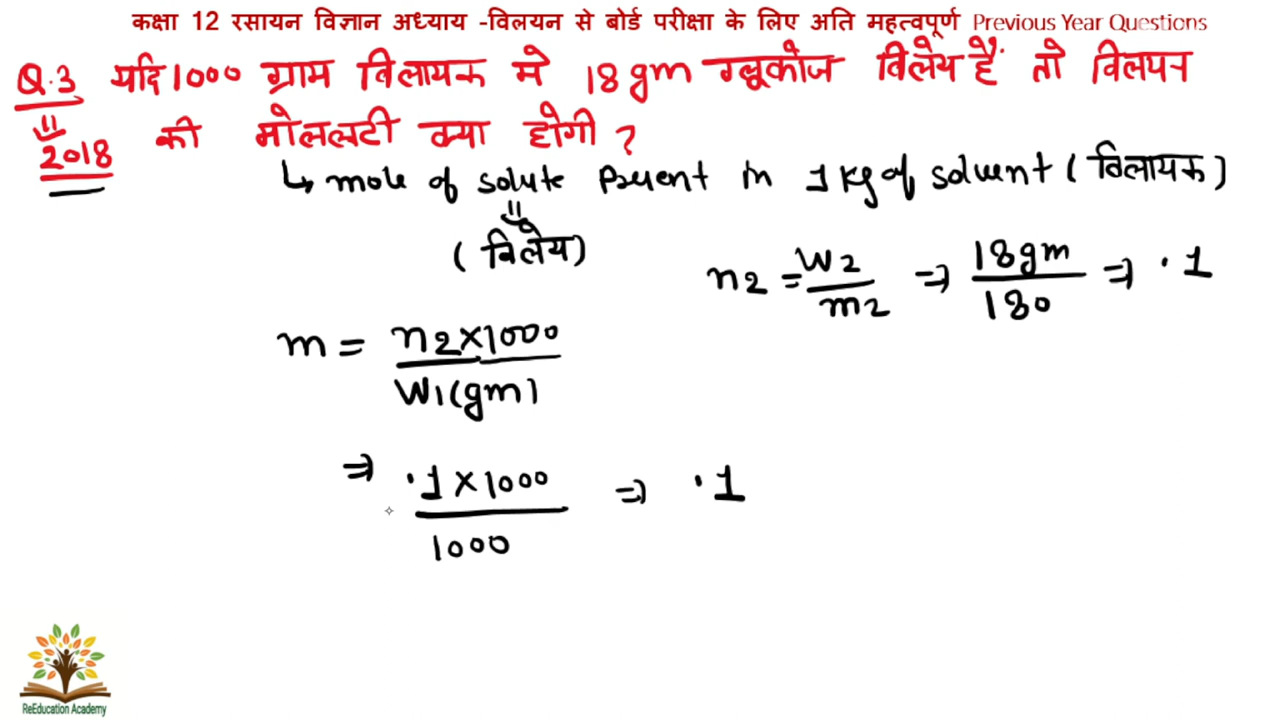 कक्षा 12 रसायन विज्ञान अध्याय -विलयन से बोर्ड परीक्षा के लिए अति महत्वपूर्ण Previous Year Questions
Q.3 यदि 1000 ग्राम विलायक मे 18gm ग्लूकोज विलेय हैं तो विलयन
2018 की मोललटी क्या होगी ?
↳ mole of solute Present in 1 Kg of solvent ( विलायक )
( विलेय )
n2 = W2 / m2 ⇒ 18gm / 180 ⇒ .1
m = n2 × 1000 / W1(gm)
⇒ .1 × 1000 / 1000 ⇒ .1
ReEducation Academy